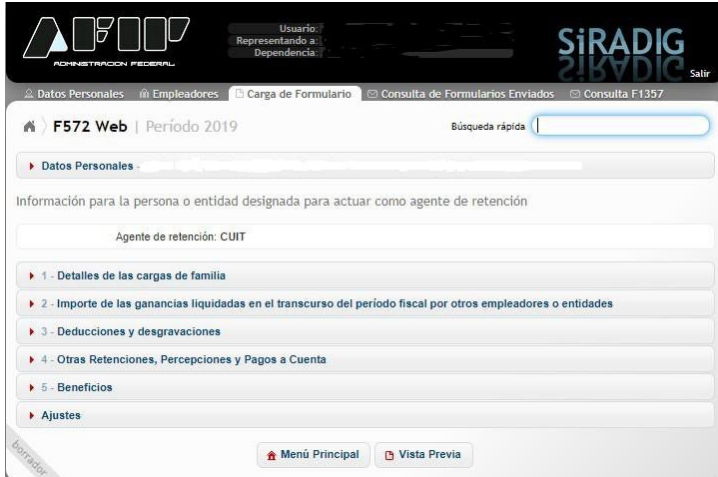 AFIP
ADMINISTRACION FEDERAL
Usuario:
Representando a:
Dependencia:
SiRADIG
Salir
Datos Personales Empleadores Carga de Formulario Consulta de Formularios Enviados Consulta F1357
F572 Web | Período 2019
Búsqueda rápida
Datos Personales -
Información para la persona o entidad designada para actuar como agente de retención
Agente de retención: CUIT
1 - Detalles de las cargas de familia
2 - Importe de las ganancias liquidadas en el transcurso del período fiscal por otros empleadores o entidades
3 - Deducciones y desgravaciones
4 - Otras Retenciones, Percepciones y Pagos a Cuenta
5 - Beneficios
Ajustes
borrador
Menú Principal Vista Previa